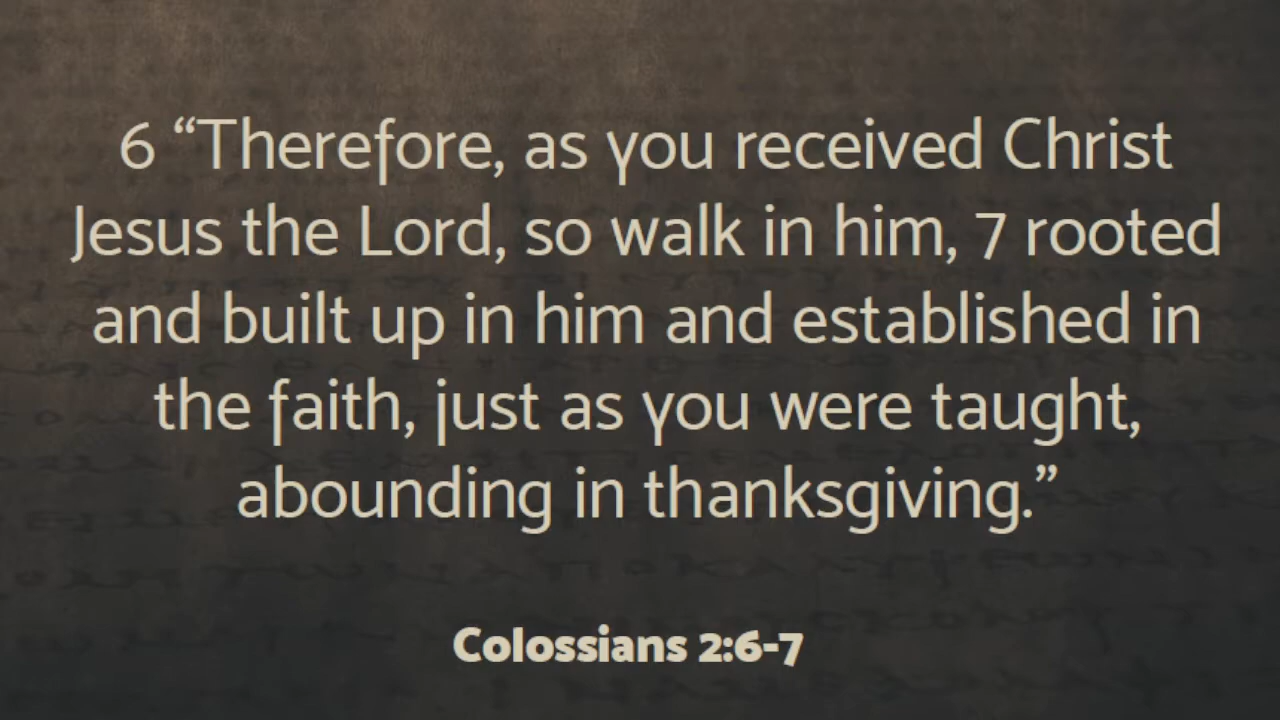 6 “Therefore, as you received Christ
Jesus the Lord, so walk in him, 7 rooted
and built up in him and established in
the faith, just as you were taught,
abounding in thanksgiving.”
Colossians 2:6-7